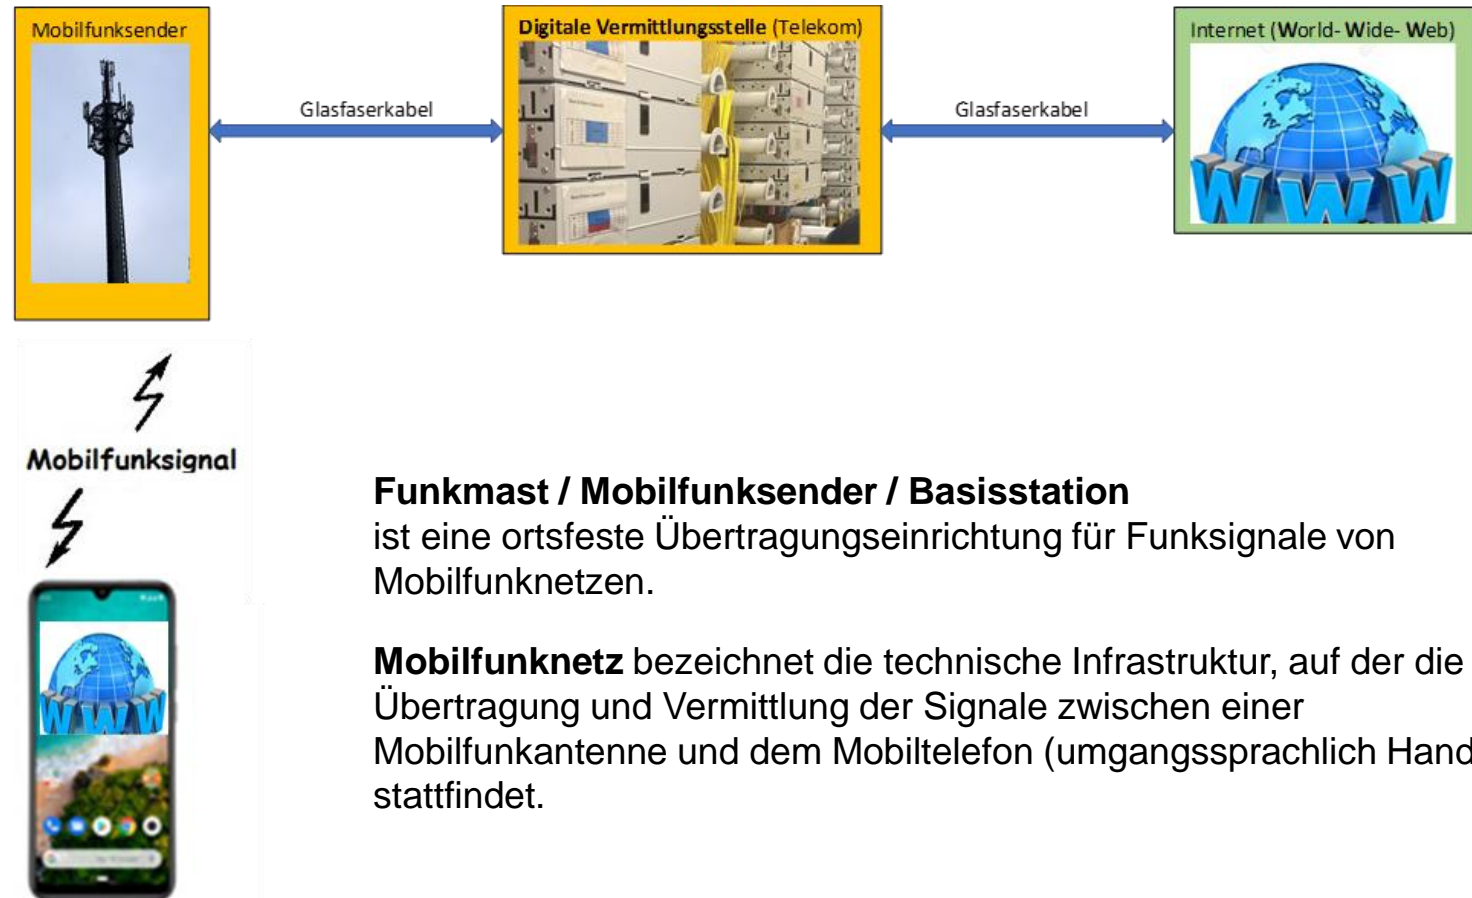 Mobilfunksender
Digitale Vermittlungsstelle (Telekom)
Internet (World- Wide- Web)
Glasfaserkabel
Glasfaserkabel
WWW
Mobilfunksignal
WWW
Funkmast / Mobilfunksender / Basisstation
ist eine ortsfeste Übertragungseinrichtung für Funksignale von
Mobilfunknetzen.
Mobilfunknetz bezeichnet die technische Infrastruktur, auf der die
Übertragung und Vermittlung der Signale zwischen einer
Mobilfunkantenne und dem Mobiltelefon (umgangssprachlich Hand
stattfindet.